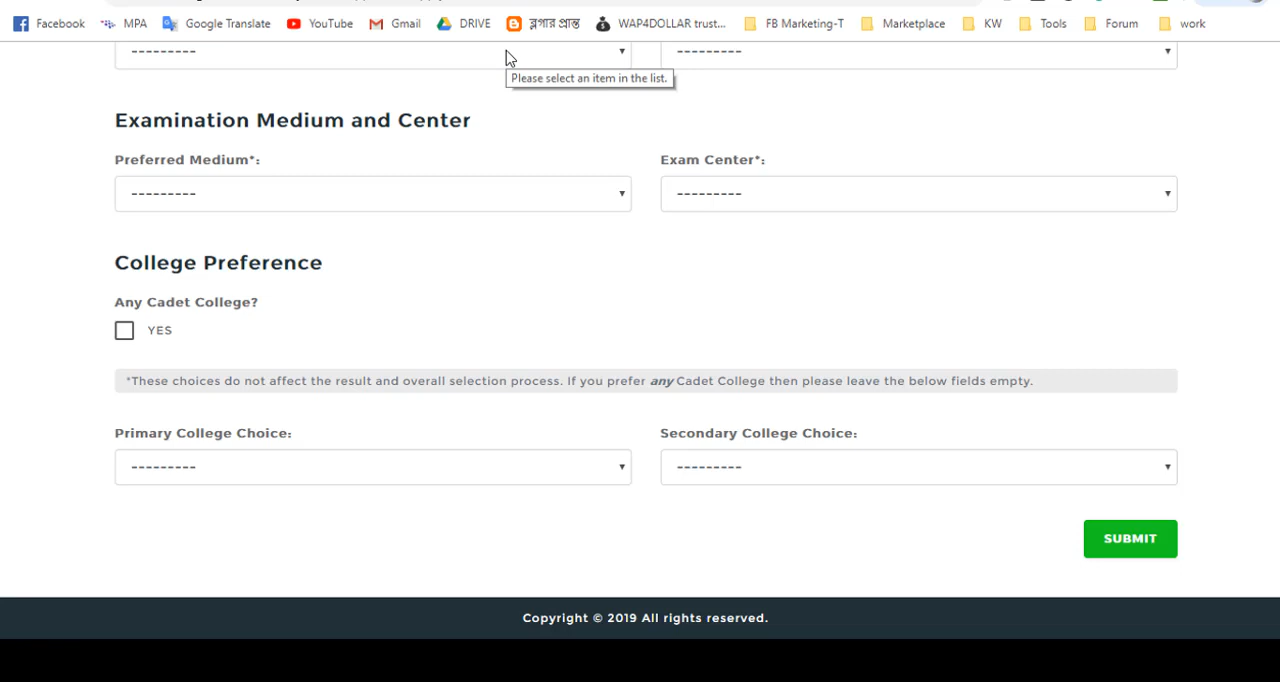 Facebook MPA Google Translate YouTube Gmail DRIVE ব্লগার প্রান্ত WAP4DOLLAR trust... FB Marketing-T Marketplace KW Tools Forum work
--------- ---------
Please select an item in the list.
Examination Medium and Center
Preferred Medium*: Exam Center*:
--------- ---------
College Preference
Any Cadet College?
YES
*These choices do not affect the result and overall selection process. If you prefer any Cadet College then please leave the below fields empty.
Primary College Choice: Secondary College Choice:
--------- ---------
SUBMIT
Copyright © 2019 All rights reserved.